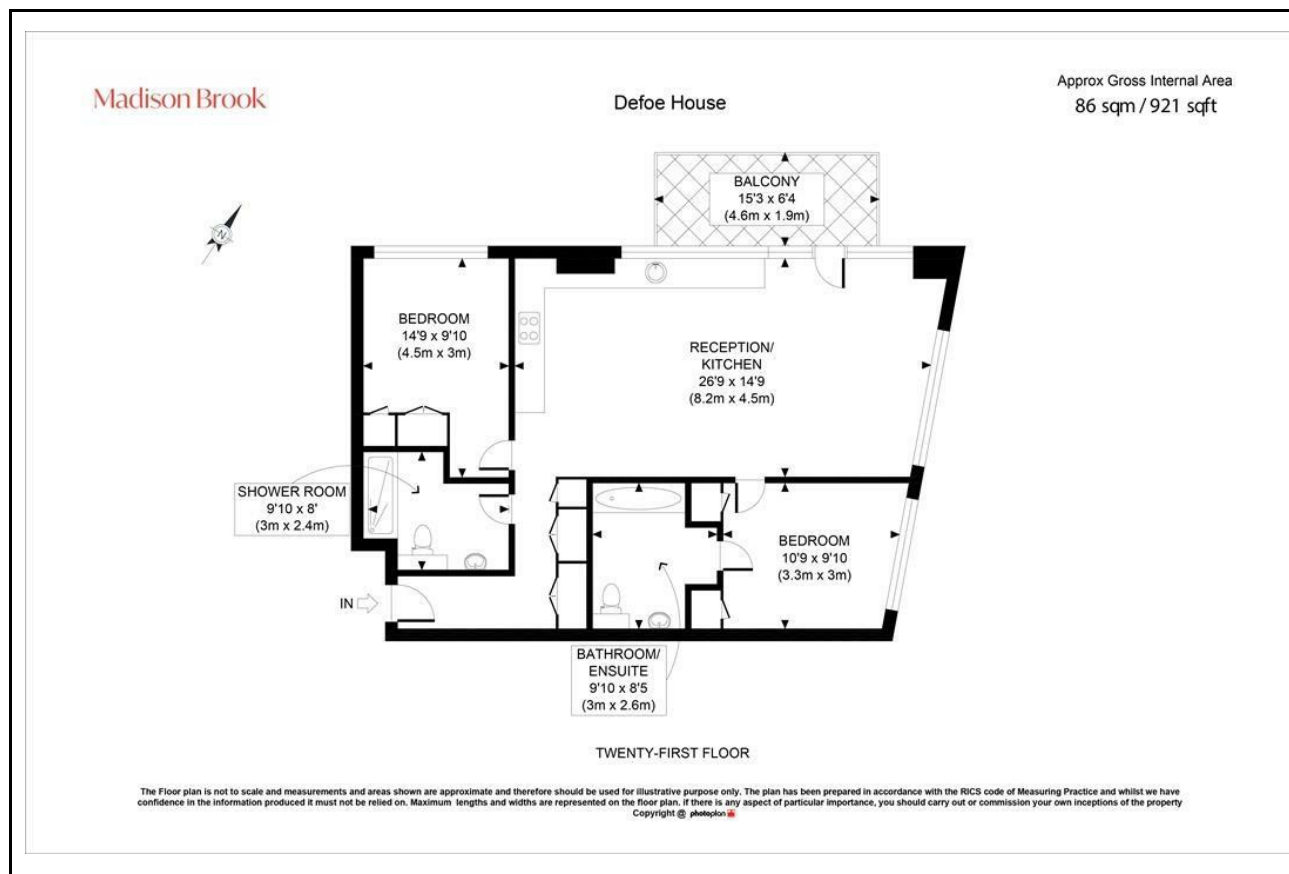 Madison Brook
Defoe House
Approx Gross Internal Area
86 sqm / 921 sqft
BALCONY
15'3 x 6'4
(4.6m x 1.9m)
N
BEDROOM
14'9 x 9'10
(4.5m x 3m)
RECEPTION/
KITCHEN
26'9 x 14'9
(8.2m x 4.5m)
SHOWER ROOM
9'10 x 8'
(3m x 2.4m)
BEDROOM
10'9 x 9'10
(3.3m x 3m)
IN
BATHROOM/
ENSUITE
9'10 x 8'5
(3m x 2.6m)
TWENTY-FIRST FLOOR
The Floor plan is not to scale and measurements and areas shown are approximate and therefore should be used for illustrative purpose only. The plan has been prepared in accordance with the RICS code of Measuring Practice and whilst we have
confidence in the information produced it must not be relied on. Maximum lengths and widths are represented on the floor plan. if there is any aspect of particular importance, you should carry out or commission your own inceptions of the property
Copyright @ photoplan